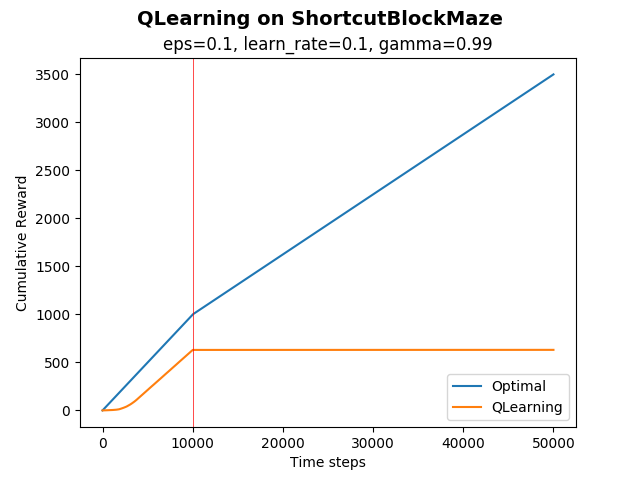 QLearning on ShortcutBlockMaze
eps=0.1, learn_rate=0.1, gamma=0.99
3500
3000
2500
2000
1500
1000
500
0
Cumulative Reward
Optimal
QLearning
0 10000 20000 30000 40000 50000
Time steps